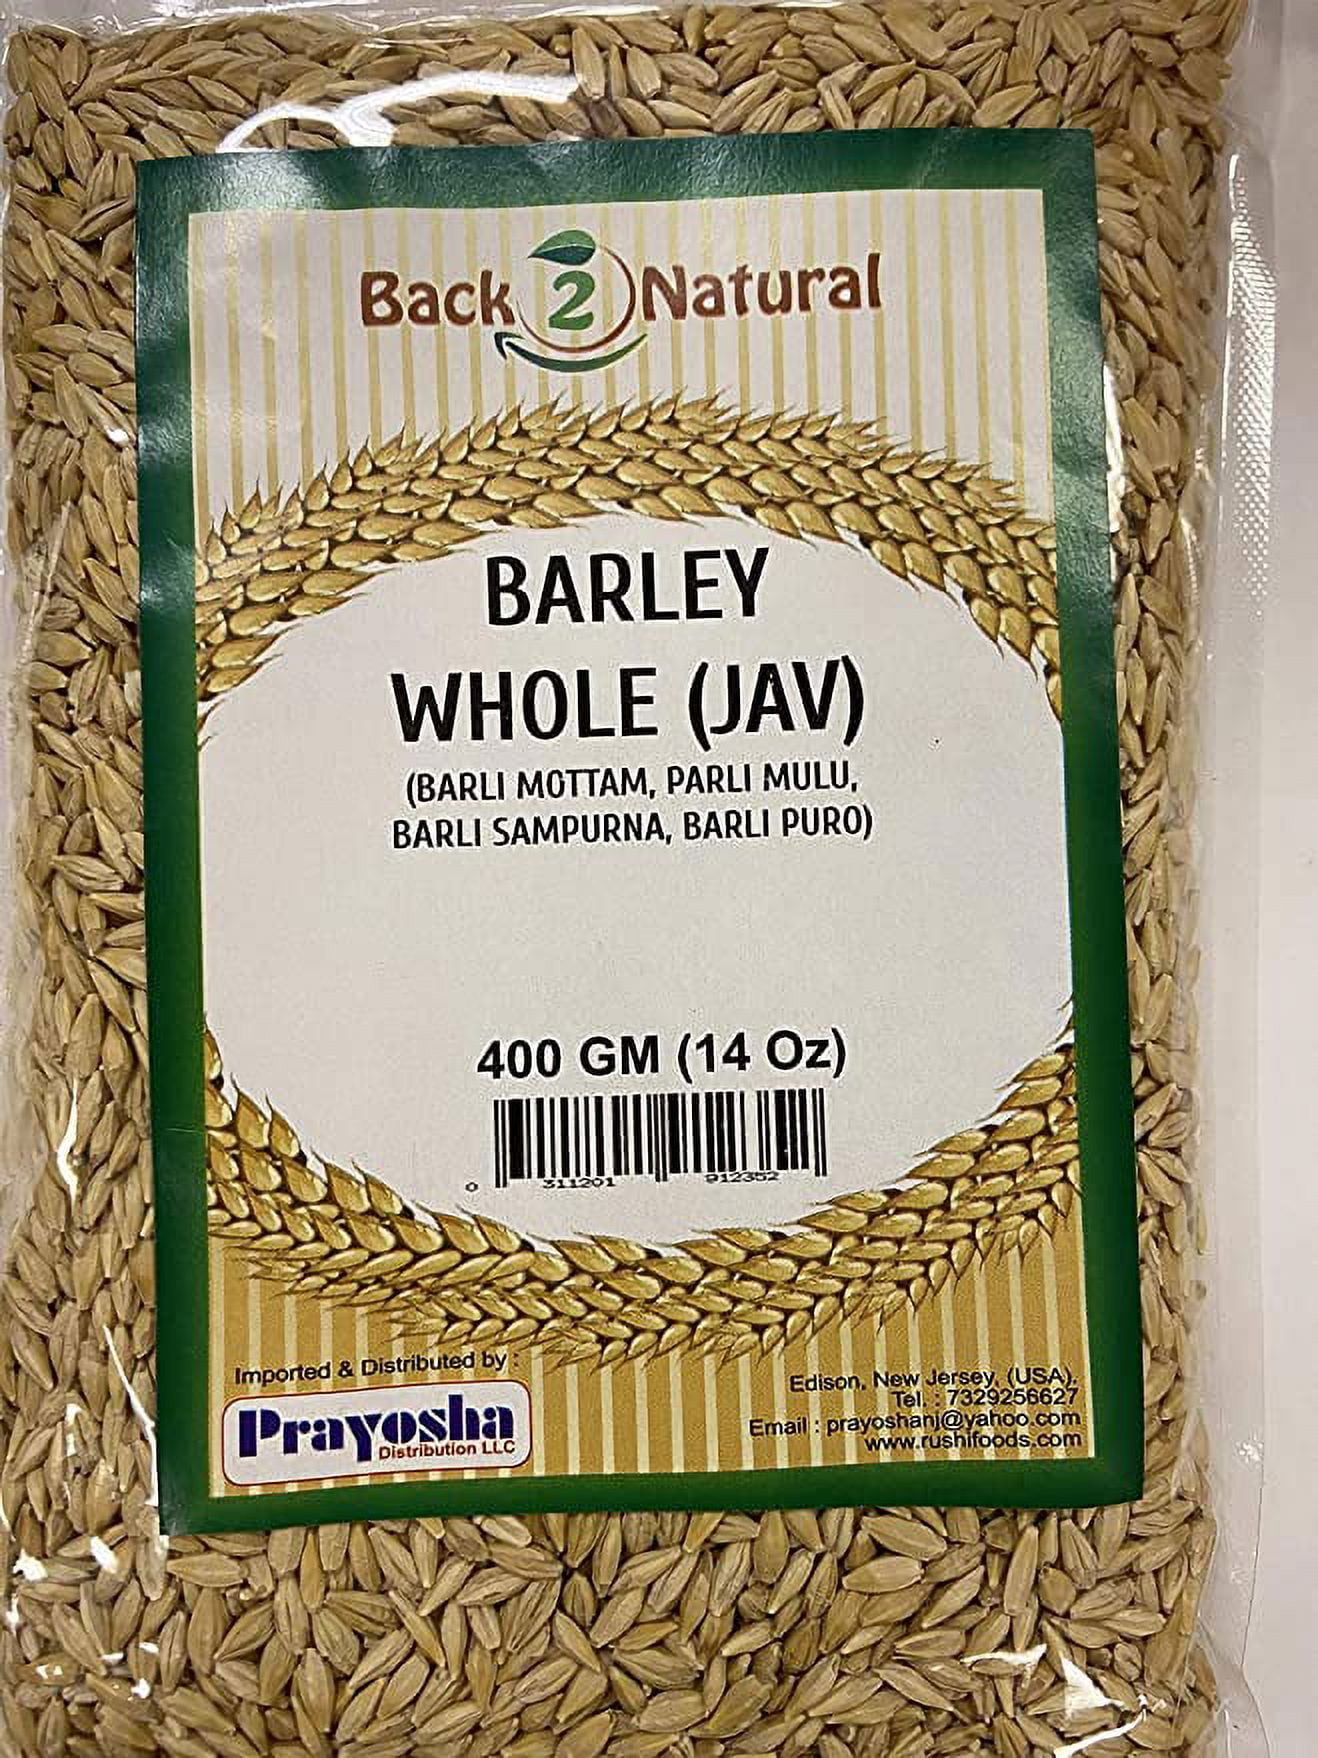 Back 2 Natural
BARLEY
WHOLE (JAV)
(BARLI MOTTAM, PARLI MULU,
BARLI SAMPURNA, BARLI PURO)
400 GM (14 Oz)
0 311201 912352
Imported & Distributed by :
Prayosha
Distribution LLC
Edison, New Jersey, (USA).
Tel. : 7329256627
Email : prayoshanj@yahoo.com
www.rushifoods.com